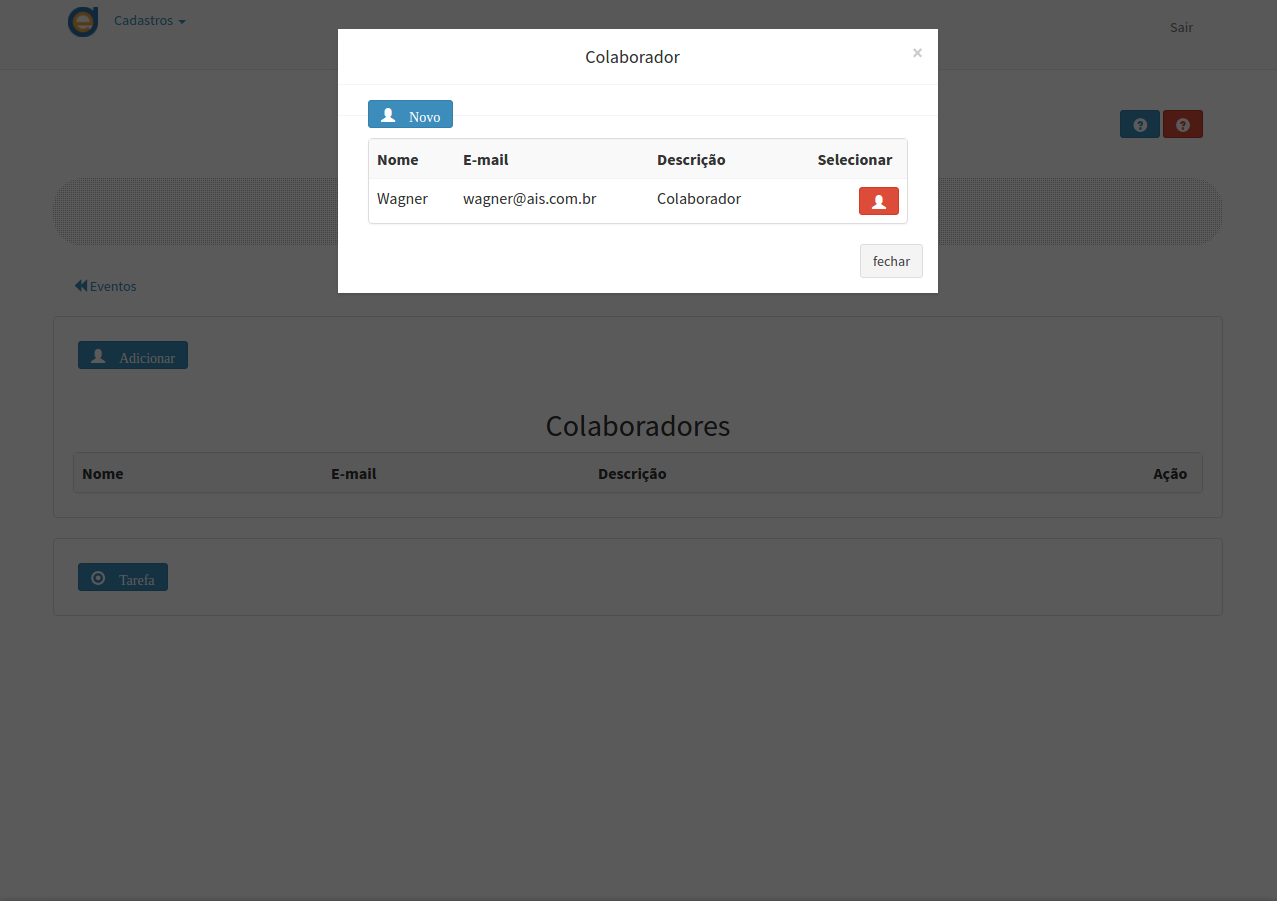 Cadastros
Sair
Colaborador ×
Novo
Nome E-mail Descrição Selecionar
Wagner wagner@ais.com.br Colaborador
fechar
Eventos
Adicionar
Colaboradores
Nome E-mail Descrição Ação
Tarefa